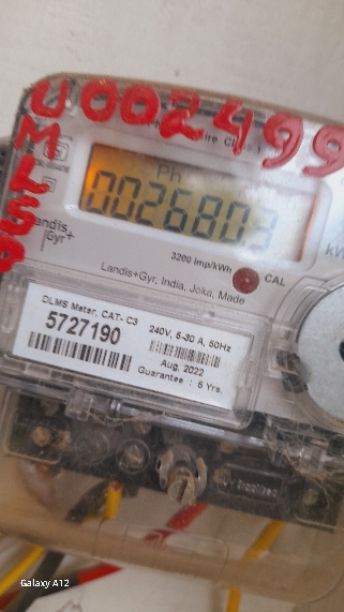 U002499
UMLSP
Ph
0026803
3200 imp/kWh
CAL
Landis
Gyr+
Landis+Gyr, India, Joka, Made
DLMS Meter, CAT- C3
5727190
240V, 5-30 A, 50Hz
Aug, 2022
Guarantee : 5 Yrs.
Galaxy A12